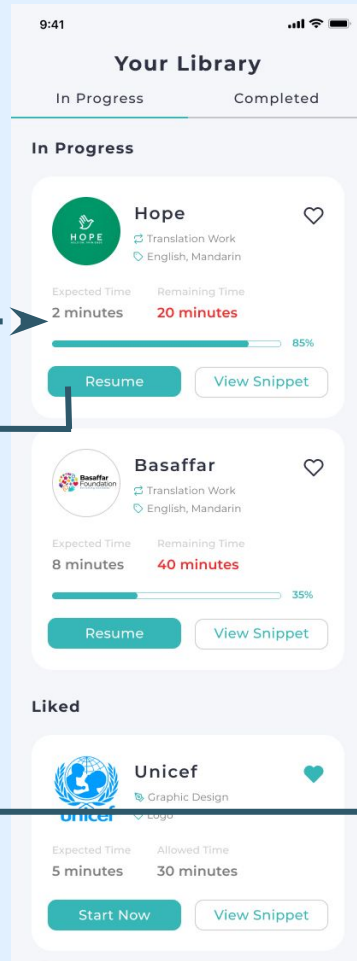 9:41
Your Library
In Progress Completed
In Progress
HOPE
Hope
Translation Work
English, Mandarin
Expected Time Remaining Time
2 minutes 20 minutes
85%
Resume View Snippet
Basaffar Foundation
Basaffar
Translation Work
English, Mandarin
Expected Time Remaining Time
8 minutes 40 minutes
35%
Resume View Snippet
Liked
unicef
Unicef
Graphic Design
Logo
Expected Time Allowed Time
5 minutes 30 minutes
Start Now View Snippet